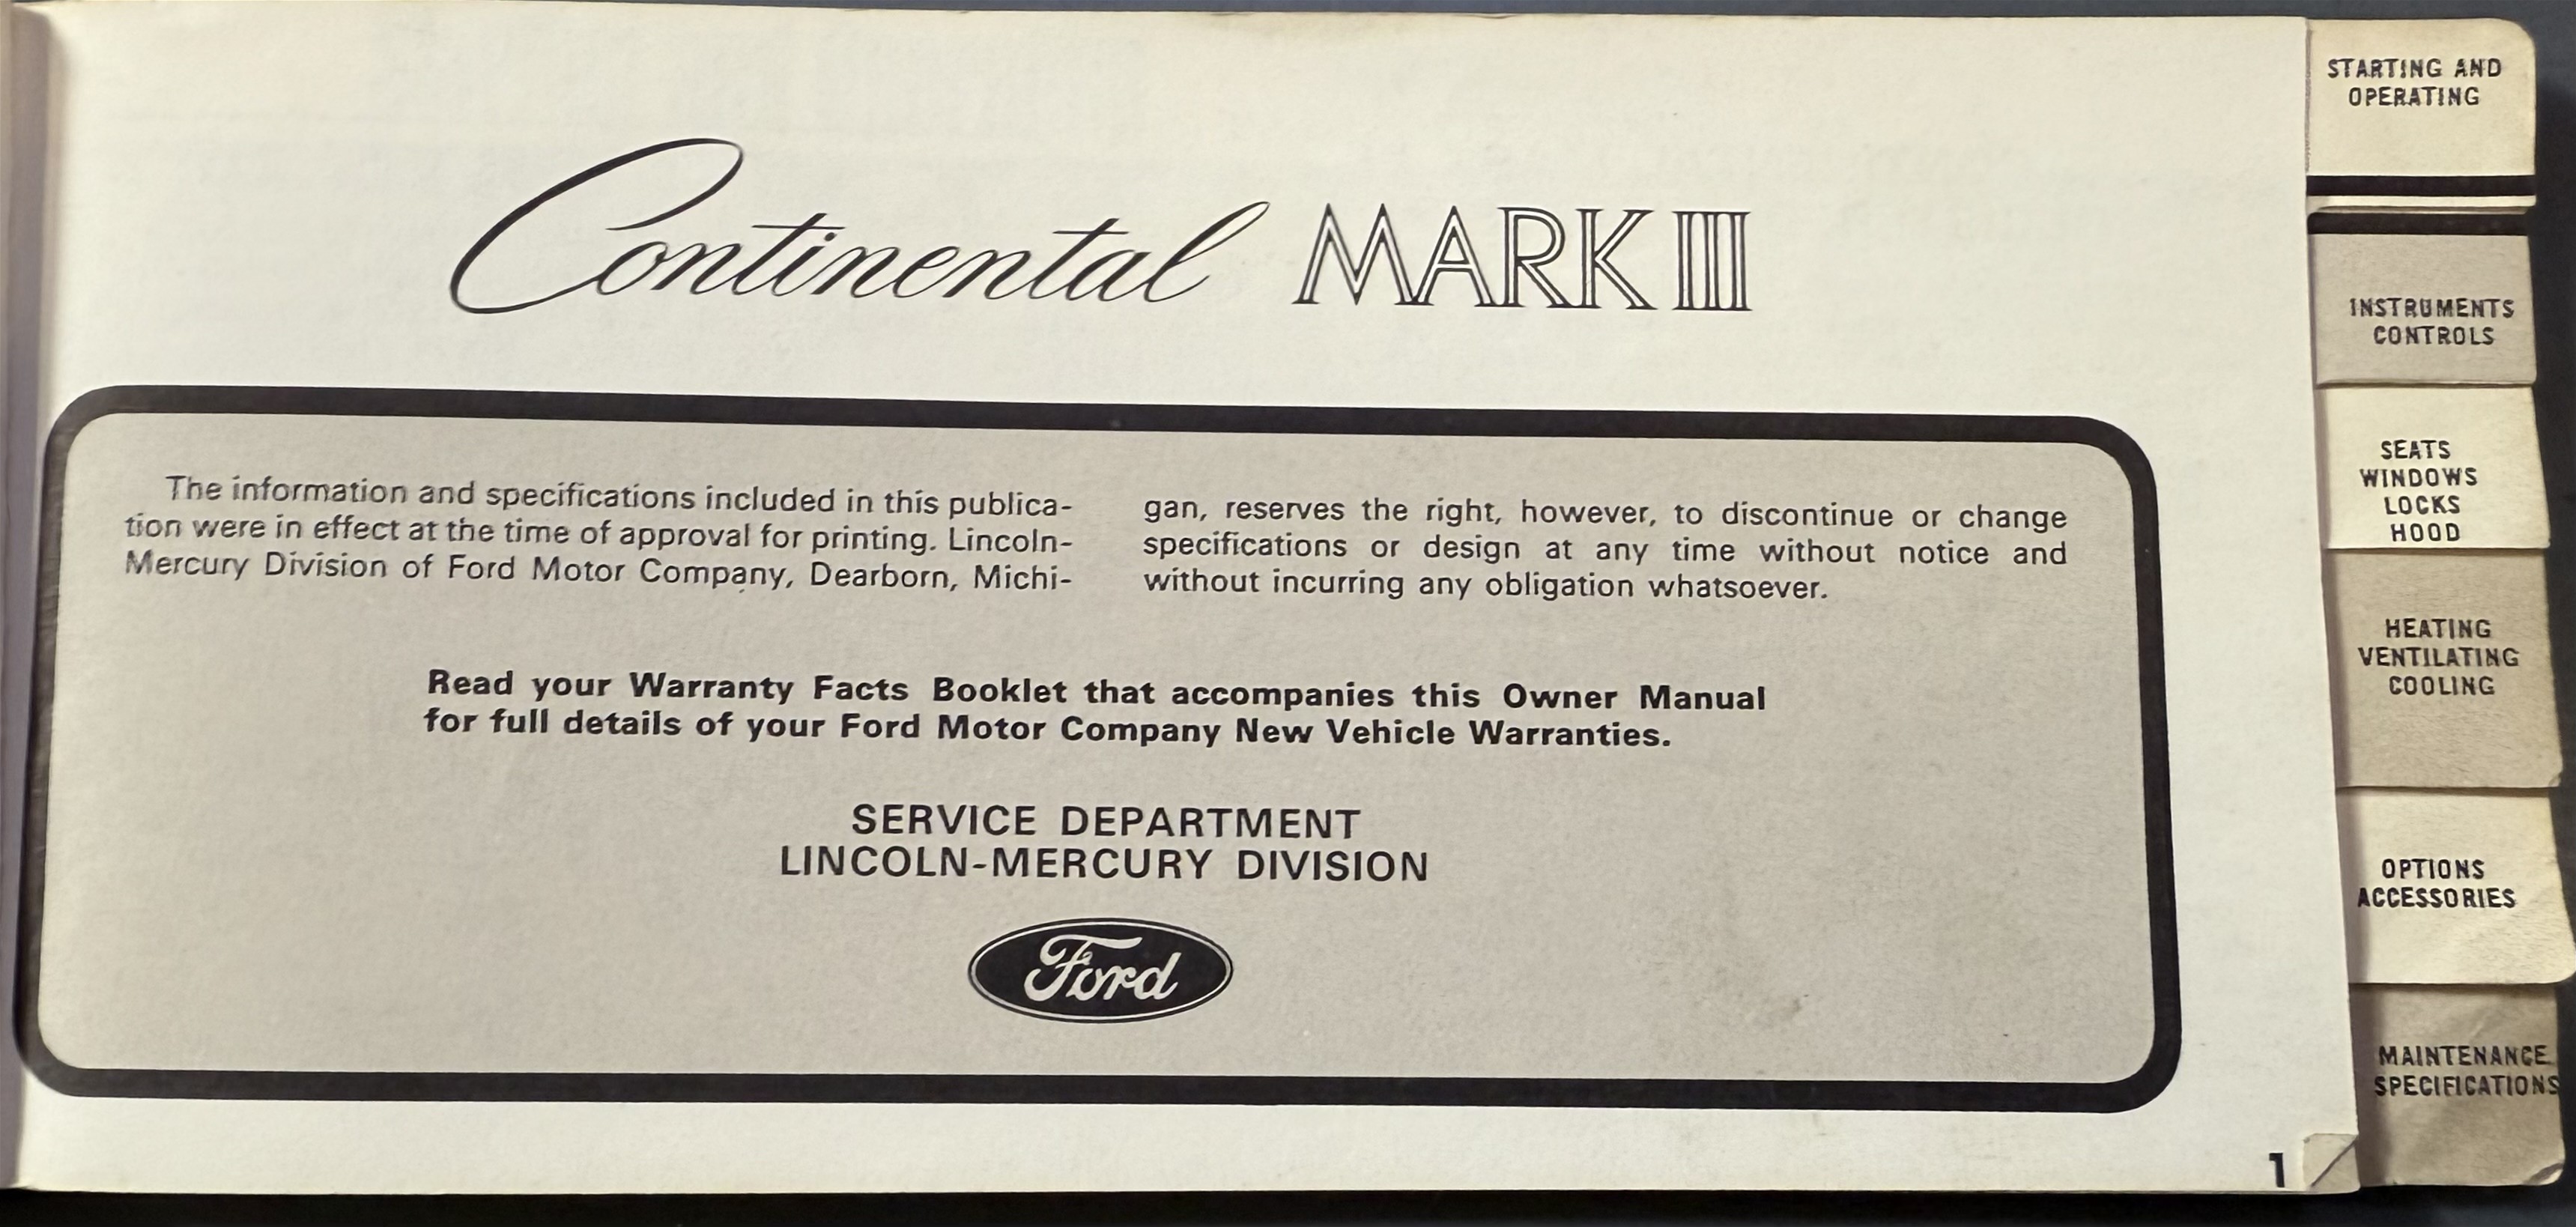 Continental MARK III
The information and specifications included in this publica-
tion were in effect at the time of approval for printing. Lincoln-
Mercury Division of Ford Motor Company, Dearborn, Michi-
gan, reserves the right, however, to discontinue or change
specifications or design at any time without notice and
without incurring any obligation whatsoever.
Read your Warranty Facts Booklet that accompanies this Owner Manual
for full details of your Ford Motor Company New Vehicle Warranties.
SERVICE DEPARTMENT
LINCOLN-MERCURY DIVISION
Ford
1
STARTING AND
OPERATING
INSTRUMENTS
CONTROLS
SEATS
WINDOWS
LOCKS
HOOD
HEATING
VENTILATING
COOLING
OPTIONS
ACCESSORIES
MAINTENANCE
SPECIFICATIONS